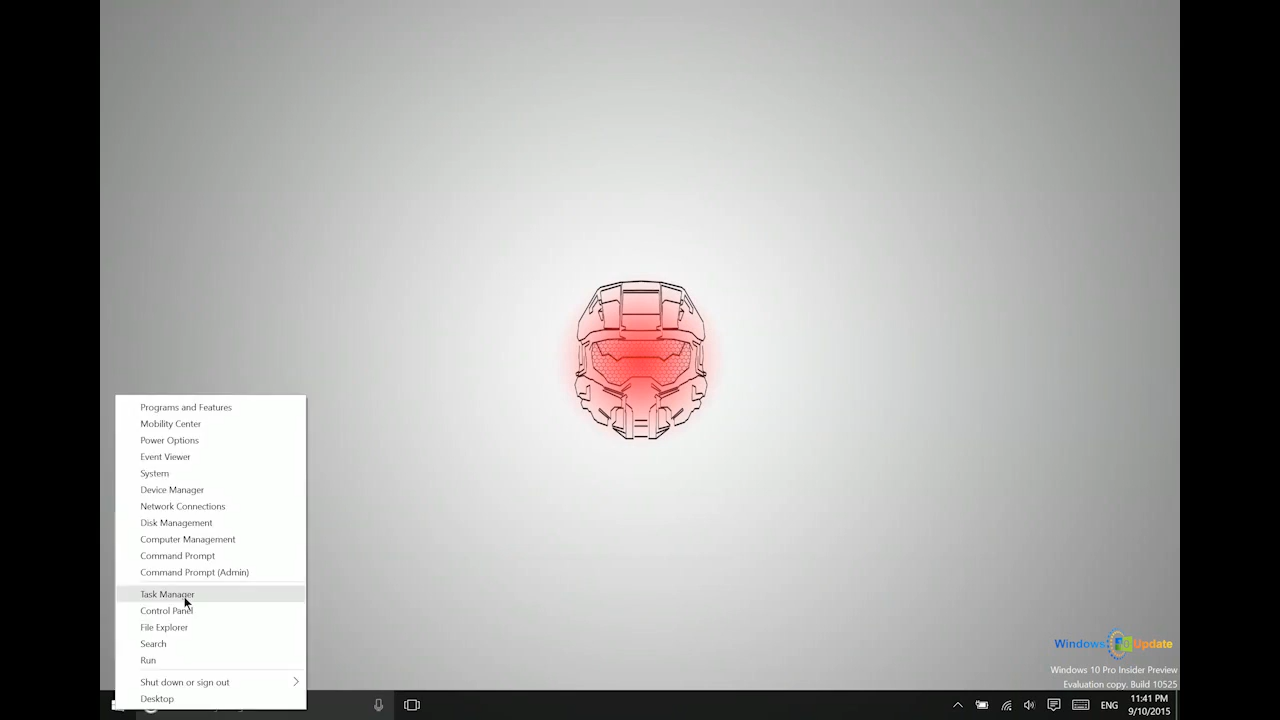 Programs and Features
Mobility Center
Power Options
Event Viewer
System
Device Manager
Network Connections
Disk Management
Computer Management
Command Prompt
Command Prompt (Admin)
Task Manager
Control Panel
File Explorer
Search
Run
Shut down or sign out
Desktop
Windows Ed Update
Windows 10 Pro Insider Preview
Evaluation copy. Build 10525
ENG
11:41 PM
9/10/2015